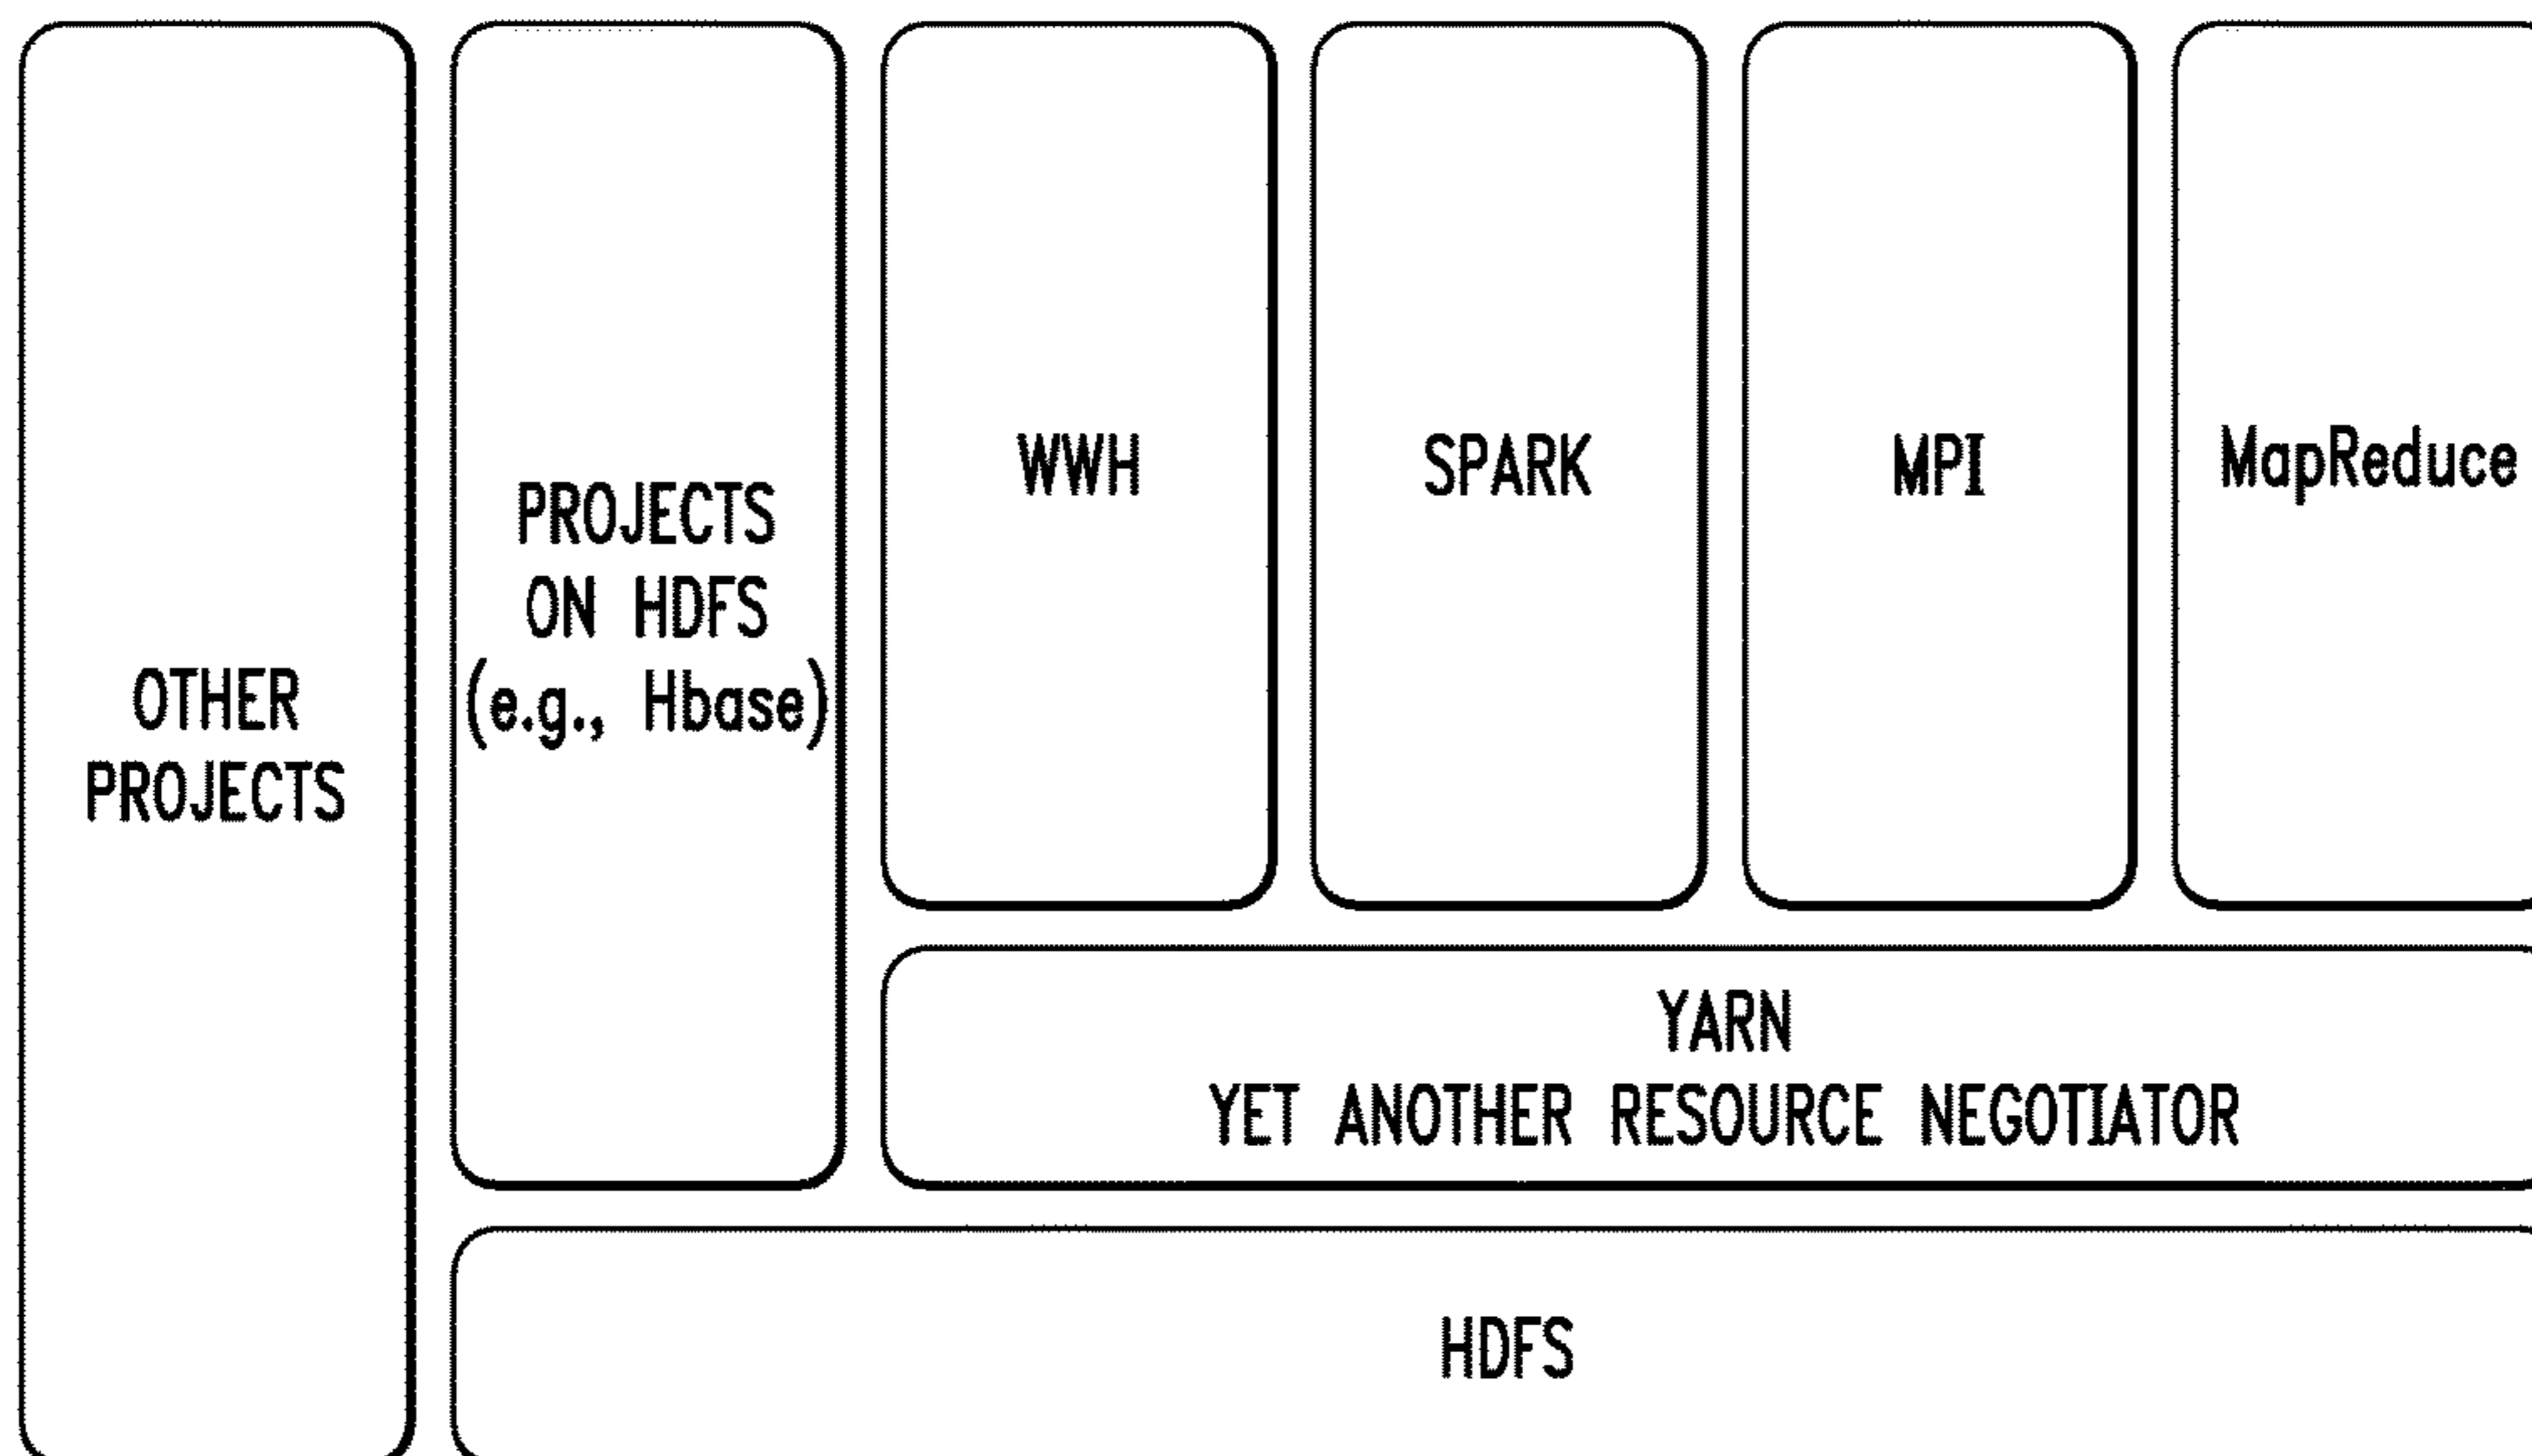 OTHER
PROJECTS
PROJECTS
ON HDFS
(e.g., Hbase)
WWH
SPARK
MPI
MapReduce
YARN
YET ANOTHER RESOURCE NEGOTIATOR
HDFS